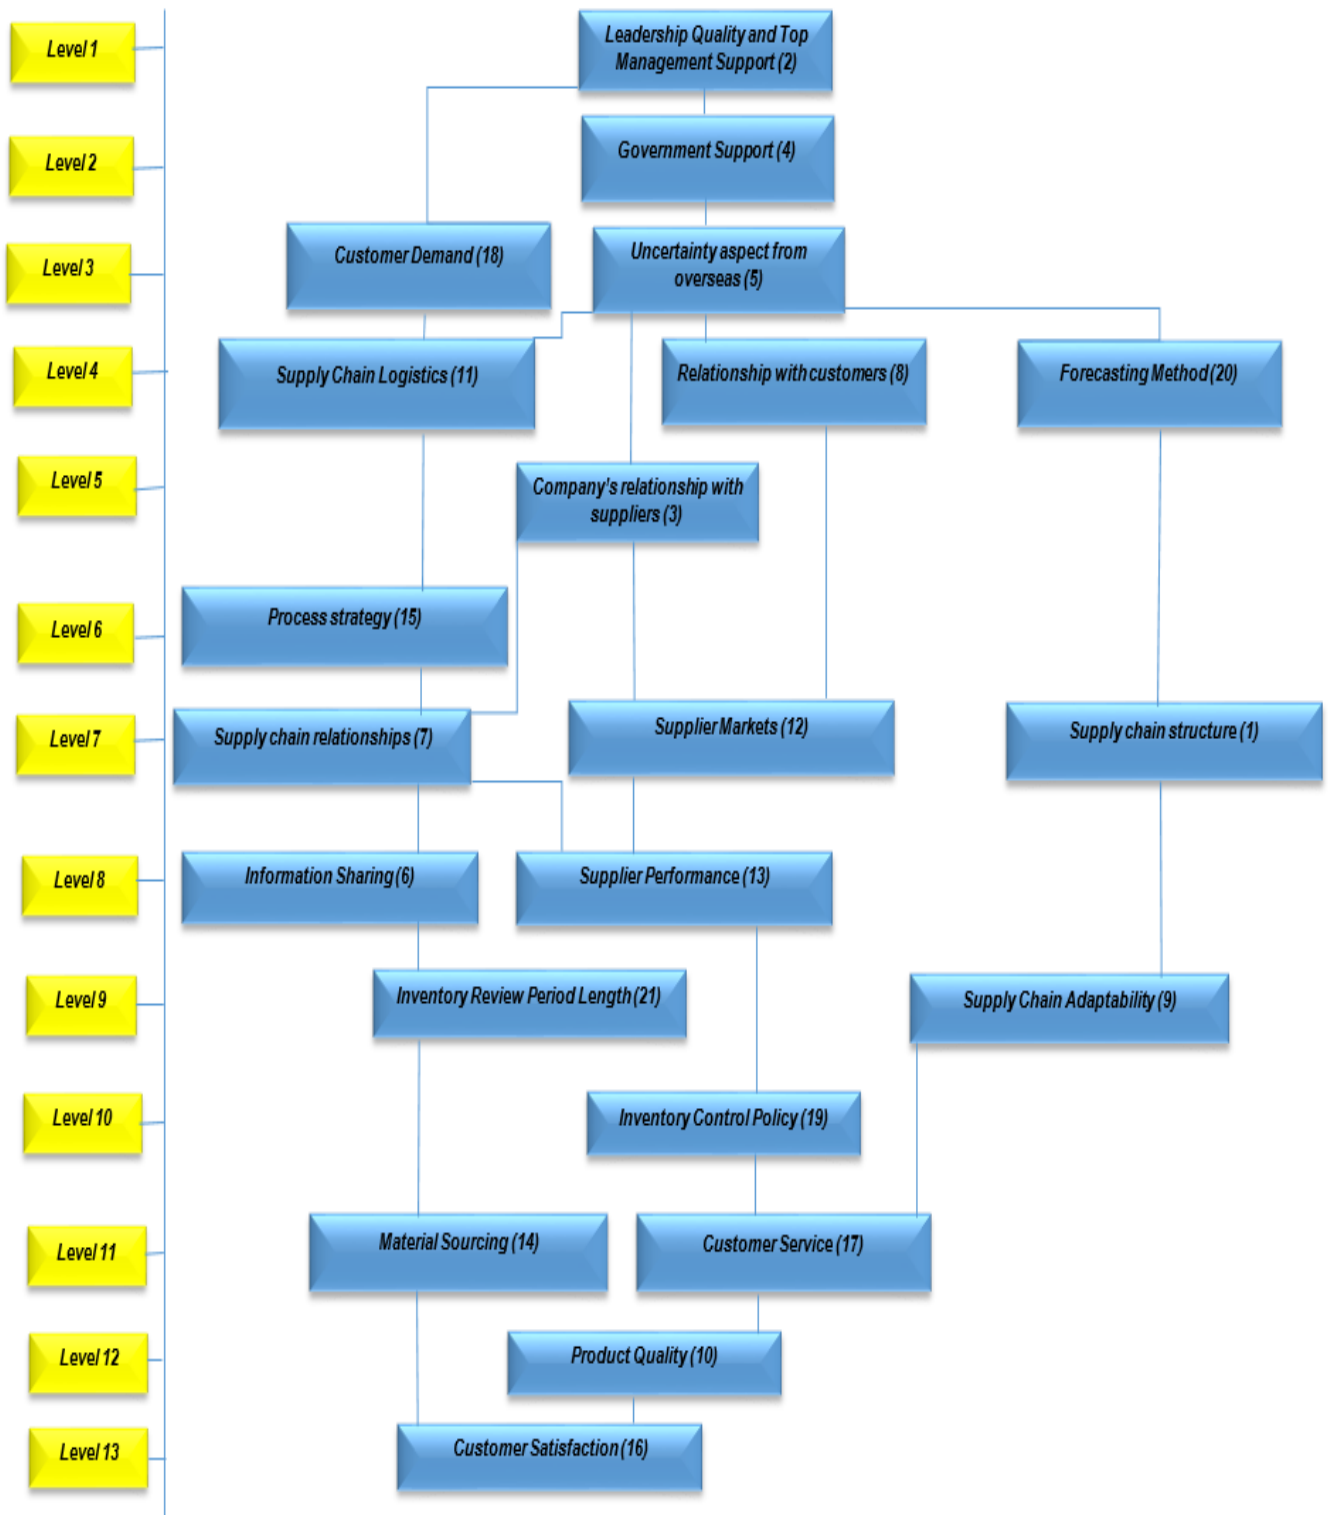 Level 1
Leadership Quality and Top
Management Support (2)
Level 2
Government Support (4)
Level 3
Customer Demand (18)
Uncertainty aspect from
overseas (5)
Level 4
Supply Chain Logistics (11)
Relationship with customers (8)
Forecasting Method (20)
Level 5
Company's relationship with
suppliers (3)
Level 6
Process strategy (15)
Level 7
Supply chain relationships (7)
Supplier Markets (12)
Supply chain structure (1)
Level 8
Information Sharing (6)
Supplier Performance (13)
Level 9
Inventory Review Period Length (21)
Supply Chain Adaptability (9)
Level 10
Inventory Control Policy (19)
Level 11
Material Sourcing (14)
Customer Service (17)
Level 12
Product Quality (10)
Level 13
Customer Satisfaction (16)